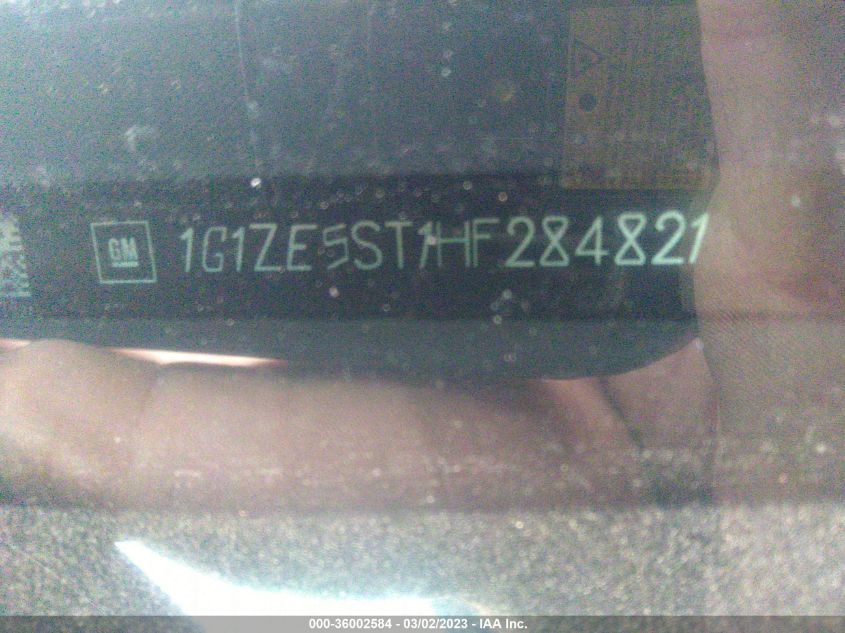 GM 1G1ZE5ST1HF284821
000-36002584 - 03/02/2023 - IAA Inc.